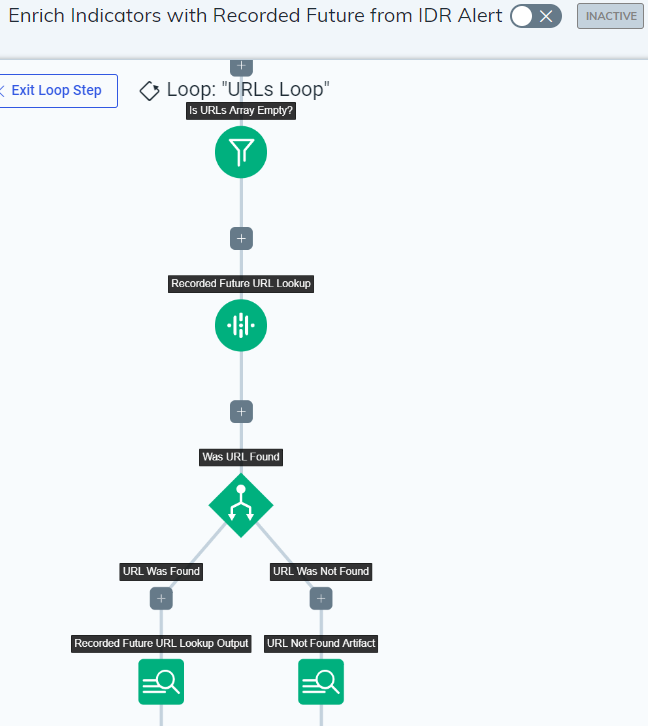 Enrich Indicators with Recorded Future from IDR Alert
INACTIVE
Exit Loop Step
Loop: "URLs Loop"
Is URLs Array Empty?
Recorded Future URL Lookup
Was URL Found
URL Was Found
URL Was Not Found
Recorded Future URL Lookup Output
URL Not Found Artifact